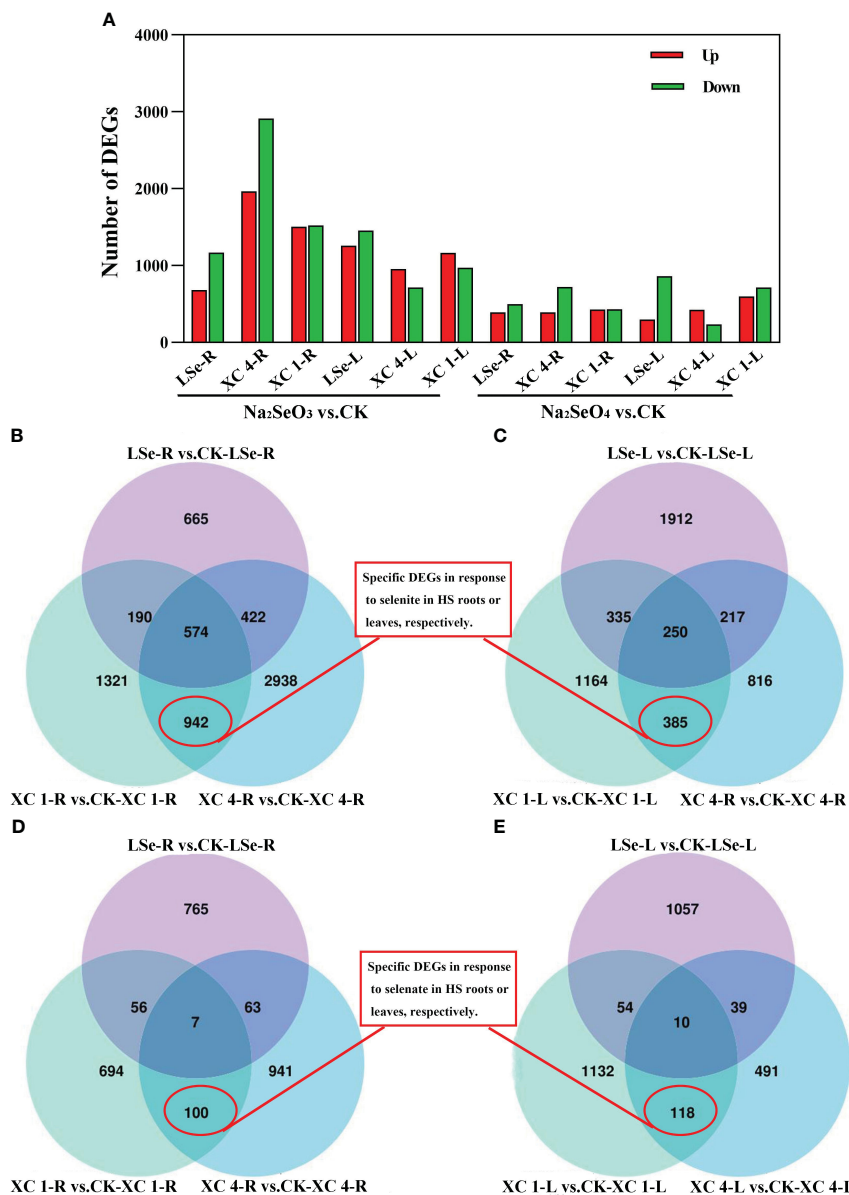 A
4000
3000
2000
1000
0
Number of DEGs
Up
Down
LSe-R
XC 4-R
XC 1-R
LSe-L
XC 4-L
XC 1-L
LSe-R
XC 4-R
XC 1-R
LSe-L
XC 4-L
XC 1-L
Na₂SeO₃ vs.CK
Na₂SeO₄ vs.CK
B
LSe-R vs.CK-LSe-R
665
190
574
422
1321
2938
942
XC 1-R vs.CK-XC 1-R
XC 4-R vs.CK-XC 4-R
Specific DEGs in response
to selenite in HS roots or
leaves, respectively.
C
LSe-L vs.CK-LSe-L
1912
335
250
217
1164
816
385
XC 1-L vs.CK-XC 1-L
XC 4-R vs.CK-XC 4-R
D
LSe-R vs.CK-LSe-R
765
56
7
63
694
941
100
XC 1-R vs.CK-XC 1-R
XC 4-R vs.CK-XC 4-R
Specific DEGs in response
to selenate in HS roots or
leaves, respectively.
E
LSe-L vs.CK-LSe-L
1057
54
10
39
1132
491
118
XC 1-L vs.CK-XC 1-L
XC 4-L vs.CK-XC 4-L